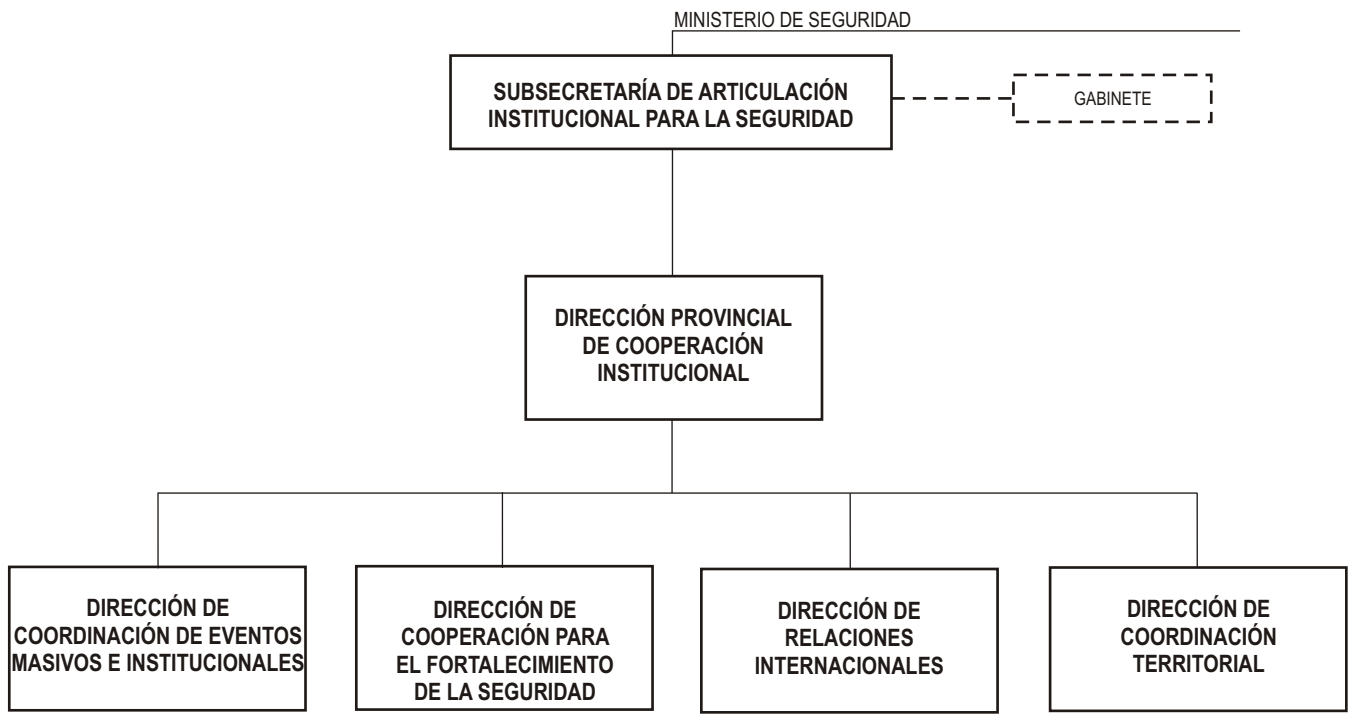 MINISTERIO DE SEGURIDAD
SUBSECRETARÍA DE ARTICULACIÓN
INSTITUCIONAL PARA LA SEGURIDAD
GABINETE
DIRECCIÓN PROVINCIAL
DE COOPERACIÓN
INSTITUCIONAL
DIRECCIÓN DE
COORDINACIÓN DE EVENTOS
MASIVOS E INSTITUCIONALES
DIRECCIÓN DE
COOPERACIÓN PARA
EL FORTALECIMIENTO
DE LA SEGURIDAD
DIRECCIÓN DE
RELACIONES
INTERNACIONALES
DIRECCIÓN DE
COORDINACIÓN
TERRITORIAL